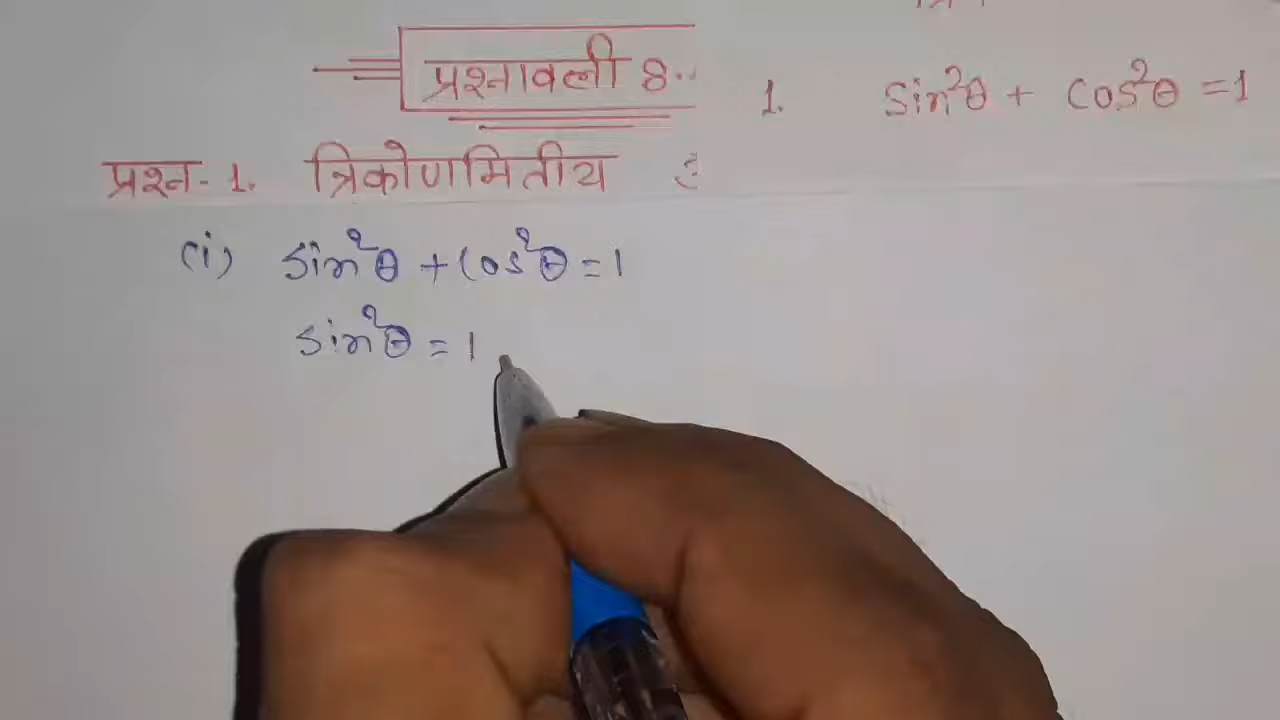 प्रश्नावली 8..
1. Sin²θ + Cos²θ = 1
प्रश्न-1. त्रिकोणमितीय
(i) Sin²θ + Cos²θ = 1
Sin²θ = 1